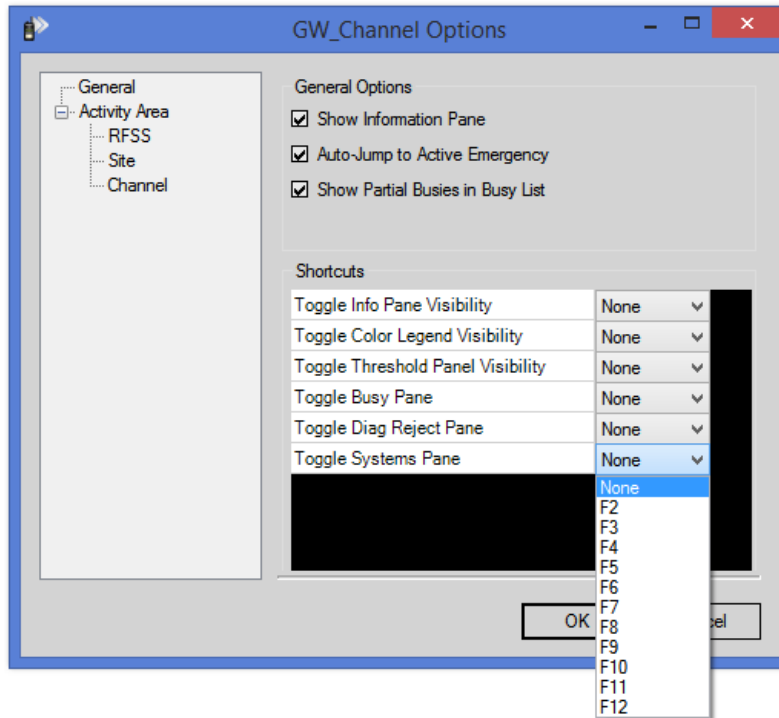 GW_Channel Options
General
Activity Area
RFSS
Site
Channel
General Options
Show Information Pane
Auto-Jump to Active Emergency
Show Partial Busies in Busy List
Shortcuts
Toggle Info Pane Visibility None
Toggle Color Legend Visibility None
Toggle Threshold Panel Visibility None
Toggle Busy Pane None
Toggle Diag Reject Pane None
Toggle Systems Pane None
None
F2
F3
F4
F5
F6
F7
F8
F9
F10
F11
F12
OK